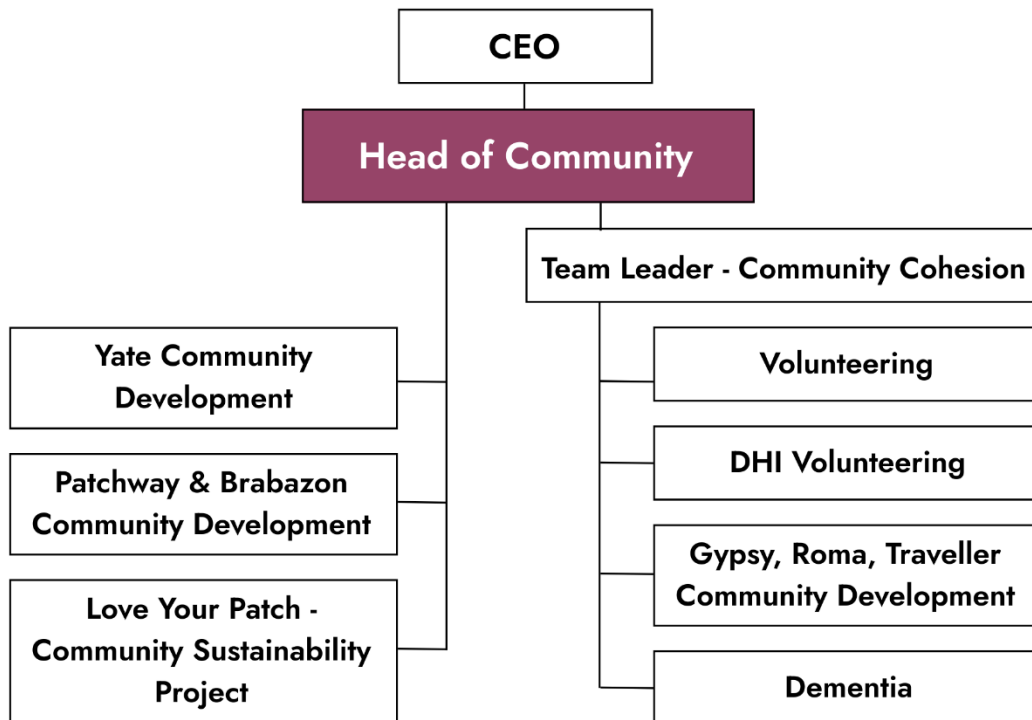 CEO
Head of Community
Team Leader - Community Cohesion
Yate Community
Development
Patchway & Brabazon
Community Development
Love Your Patch -
Community Sustainability
Project
Volunteering
DHI Volunteering
Gypsy, Roma, Traveller
Community Development
Dementia